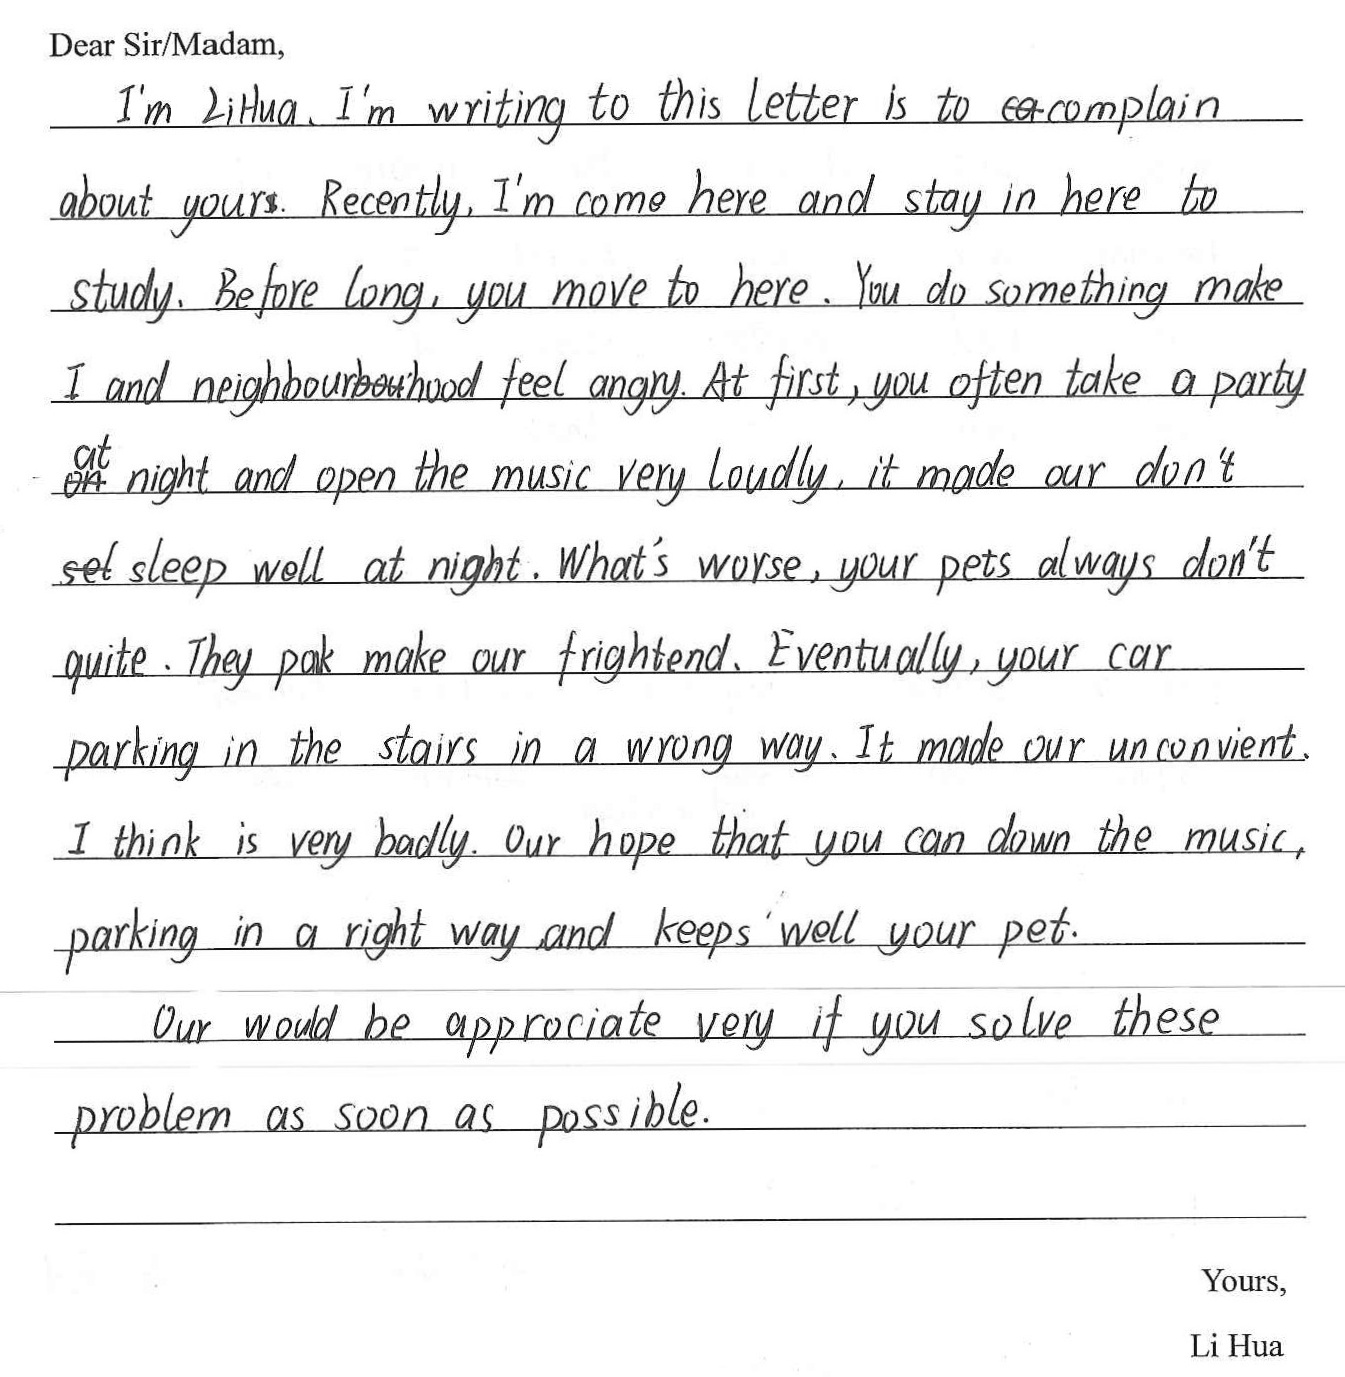 Dear Sir/Madam,
I'm LiHua. I'm writing to this letter is to complain
about yours. Recently, I'm come here and stay in here to
study. Before long, you move to here. You do something make
I and neighbourhood feel angry. At first, you often take a party
at night and open the music very loudly, it made our don't
sleep well at night. What's worse, your pets always don't
quite. They make our frightend. Eventually, your car
parking in the stairs in a wrong way. It made our unconvient.
I think is very badly. Our hope that you can down the music,
parking in a right way and keeps well your pet.
Our would be approciate very if you solve these
problem as soon as possible.
Yours,
Li Hua